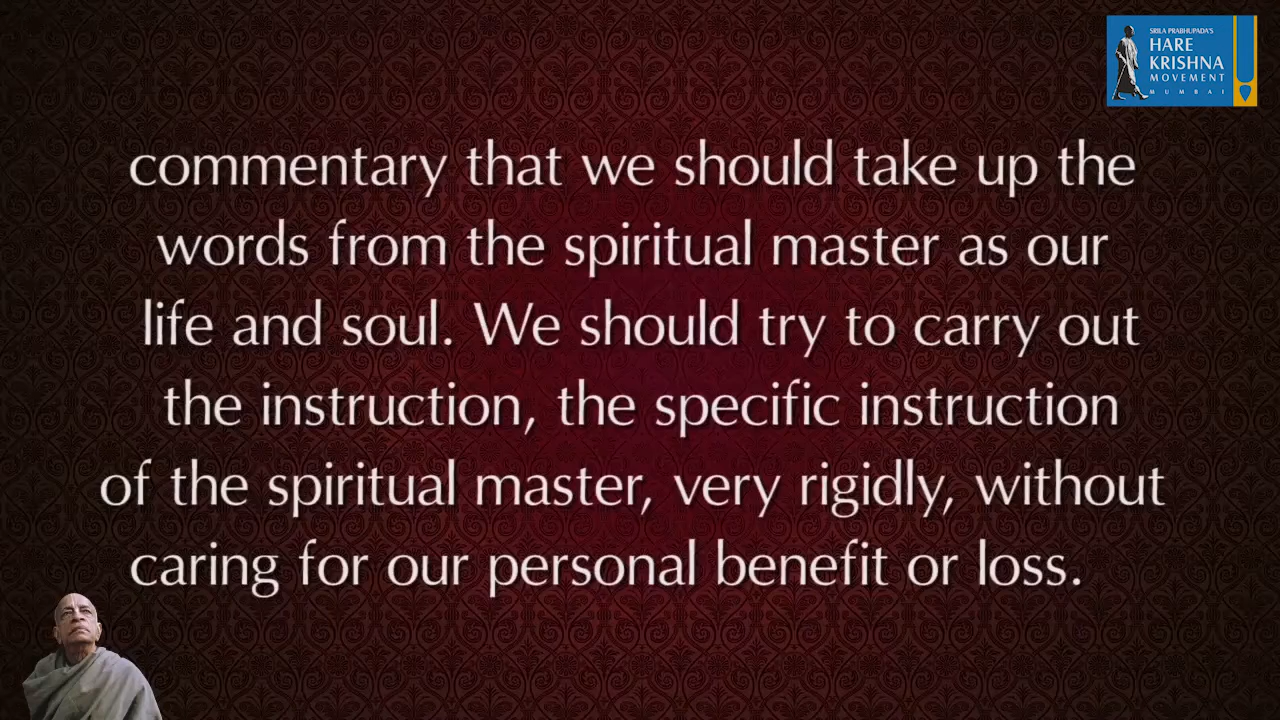 SRILA PRABHUPADA'S
HARE
KRISHNA
MOVEMENT
MUMBAI
commentary that we should take up the
words from the spiritual master as our
life and soul. We should try to carry out
the instruction, the specific instruction
of the spiritual master, very rigidly, without
caring for our personal benefit or loss.